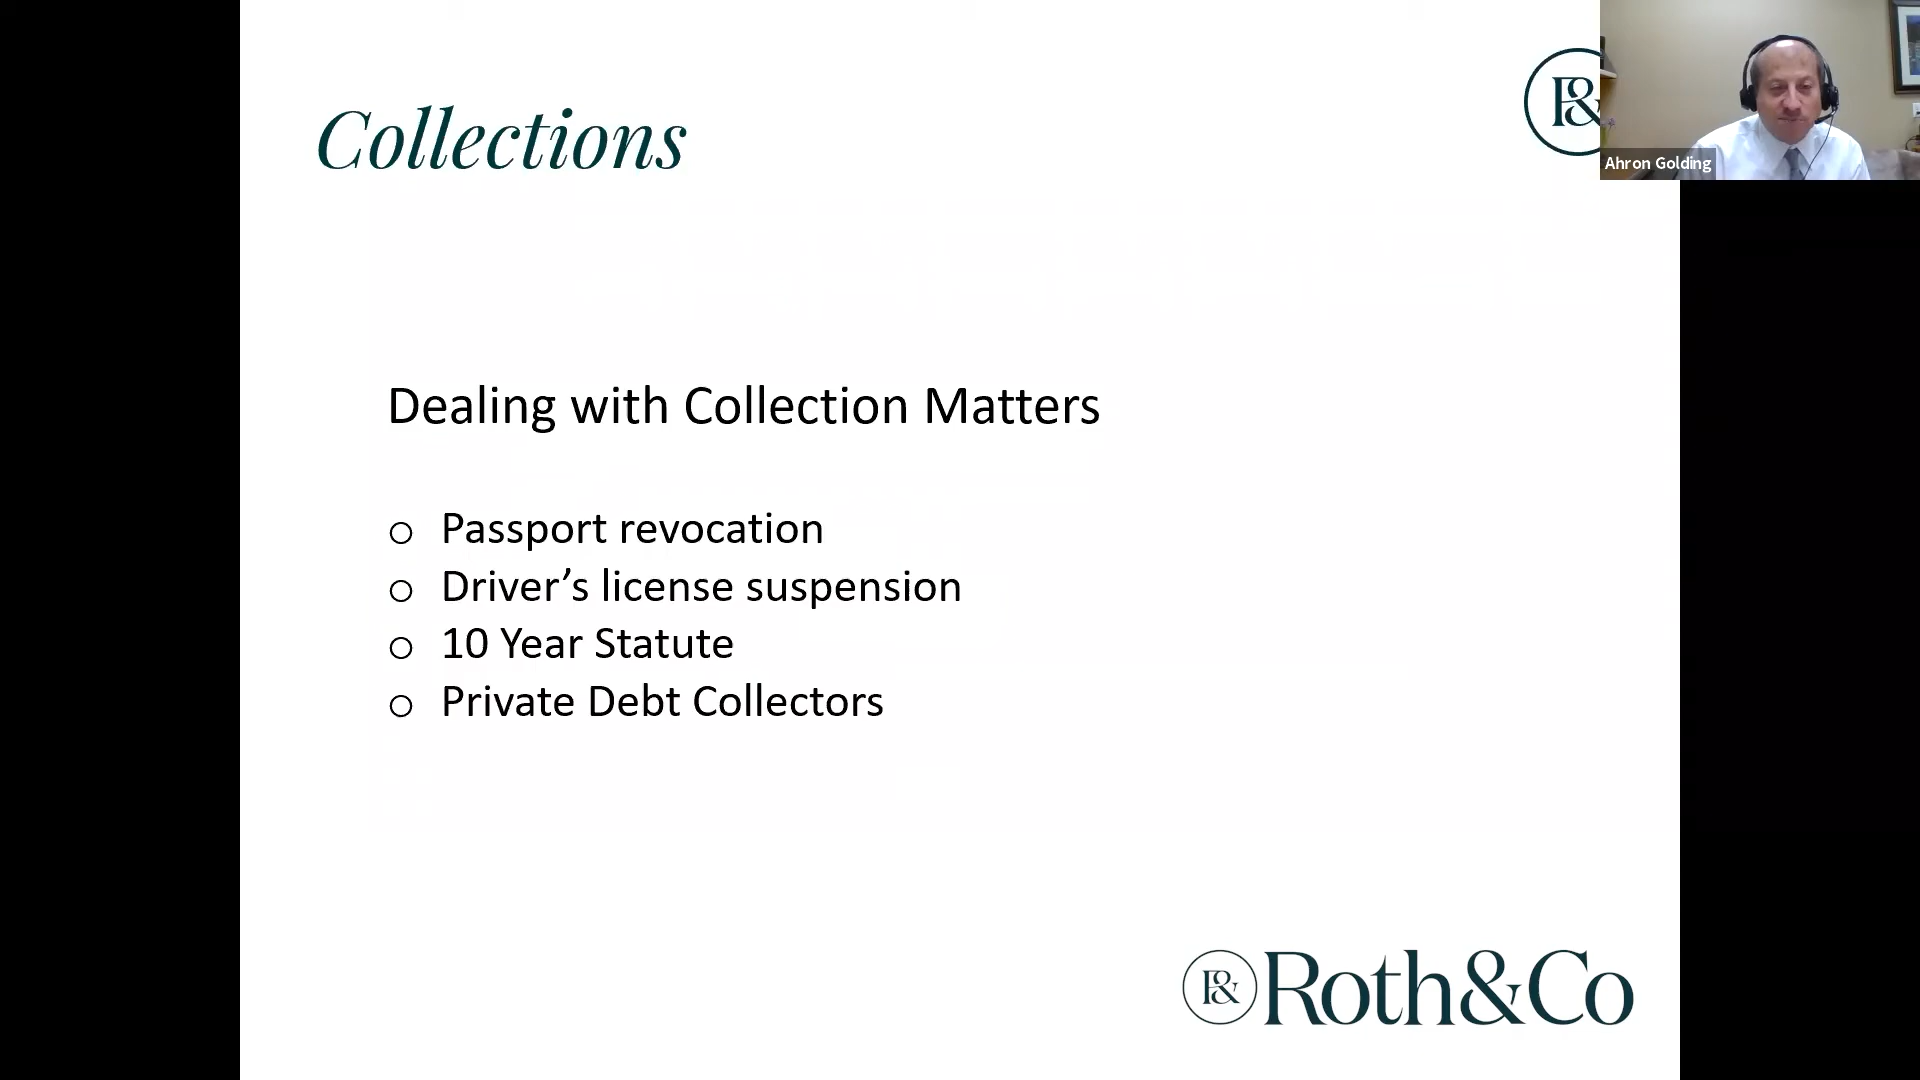 Collections
R&
Ahron Golding
Dealing with Collection Matters
o Passport revocation
o Driver’s license suspension
o 10 Year Statute
o Private Debt Collectors
R& Roth&Co